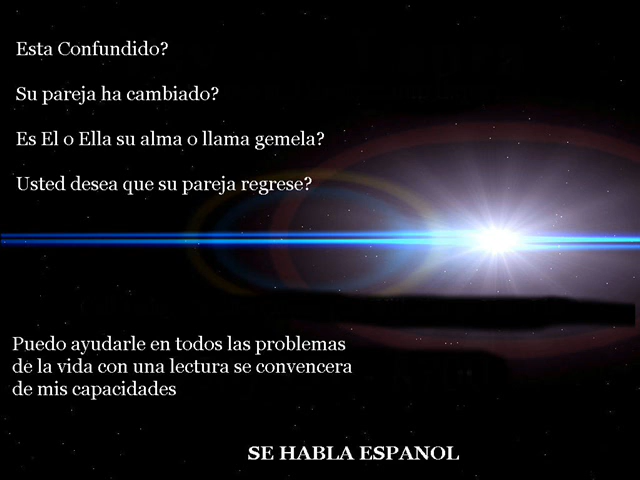 Esta Confundido?
Su pareja ha cambiado?
Es El o Ella su alma o llama gemela?
Usted desea que su pareja regrese?
Puedo ayudarle en todos las problemas
de la vida con una lectura se convencera
de mis capacidades
SE HABLA ESPANOL